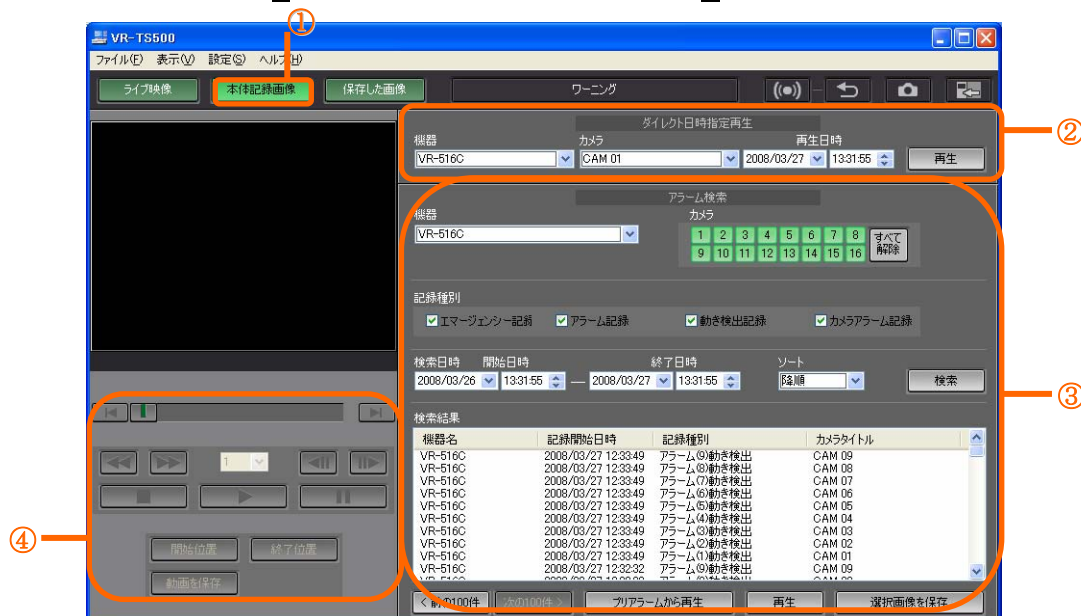 ①
VR-TS500
ファイル(F) 表示(V) 設定(S) ヘルプ(H)
ライブ映像 本体記録画像 保存した画像 ワーニング
②
ダイレクト日時指定再生
機器 カメラ 再生日時
VR-516C CAM 01 2008/03/27 13:31:55 再生
③
アラーム検索
機器 カメラ
VR-516C 1 2 3 4 5 6 7 8 すべて
9 10 11 12 13 14 15 16 解除
記録種別
エマージェンシー記録 アラーム記録 動き検出記録 カメラアラーム記録
検索日時 開始日時 終了日時 ソート
2008/03/26 13:31:55 — 2008/03/27 13:31:55 降順 検索
検索結果
機器名 記録開始日時 記録種別 カメラタイトル
VR-516C 2008/03/27 12:33:49 アラーム(9)動き検出 CAM 09
VR-516C 2008/03/27 12:33:49 アラーム(8)動き検出 CAM 08
VR-516C 2008/03/27 12:33:49 アラーム(7)動き検出 CAM 07
VR-516C 2008/03/27 12:33:49 アラーム(6)動き検出 CAM 06
VR-516C 2008/03/27 12:33:49 アラーム(5)動き検出 CAM 05
VR-516C 2008/03/27 12:33:49 アラーム(4)動き検出 CAM 04
VR-516C 2008/03/27 12:33:49 アラーム(3)動き検出 CAM 03
VR-516C 2008/03/27 12:33:49 アラーム(2)動き検出 CAM 02
VR-516C 2008/03/27 12:33:49 アラーム(1)動き検出 CAM 01
VR-516C 2008/03/27 12:32:32 アラーム(9)動き検出 CAM 09
< 前の100件 次の100件 > プリアラームから再生 再生 選択画像を保存
④
1
開始位置 終了位置
動画を保存